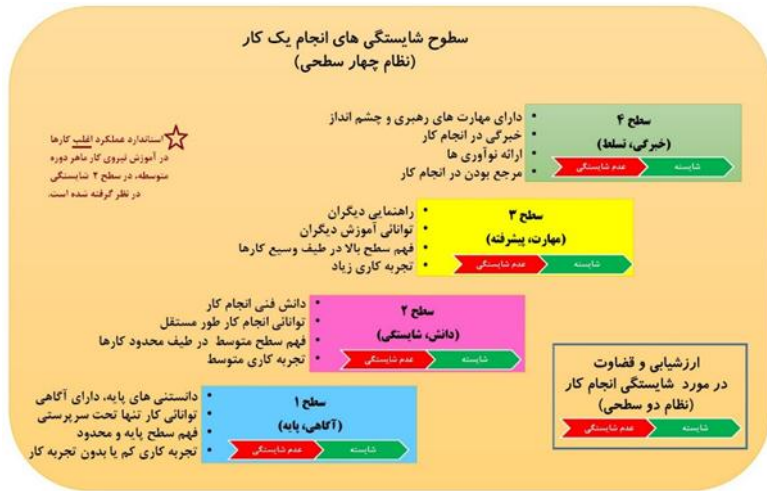 سطوح شایستگی های انجام یک کار
(نظام چهار سطحی)
سطح ۴
(خبرگی، تسلط)
عدم شایستگی
شایسته
دارای مهارت های رهبری و چشم انداز
خبرگی در انجام کار
ارائه نوآوری ها
مرجع بودن در انجام کار
استاندارد عملکرد اغلب کارها
در آموزش نیروی کار ماهر دوره
متوسطه، در سطح ۲ شایستگی
در نظر گرفته شده است.
سطح ۳
(مهارت، پیشرفته)
عدم شایستگی
شایسته
راهنمایی دیگران
توانائی آموزش دیگران
فهم سطح بالا در طیف وسیع کارها
تجربه کاری زیاد
سطح ۲
(دانش، شایستگی)
عدم شایستگی
شایسته
دانش فنی انجام کار
توانائی انجام کار طور مستقل
فهم سطح متوسط در طیف محدود کارها
تجربه کاری متوسط
سطح ۱
(آگاهی، پایه)
عدم شایستگی
شایسته
دانستنی های پایه، دارای آگاهی
توانائی کار تنها تحت سرپرستی
فهم سطح پایه و محدود
تجربه کاری کم یا بدون تجربه کار
ارزشیابی و قضاوت
در مورد شایستگی انجام کار
(نظام دو سطحی)
عدم شایستگی
شایسته